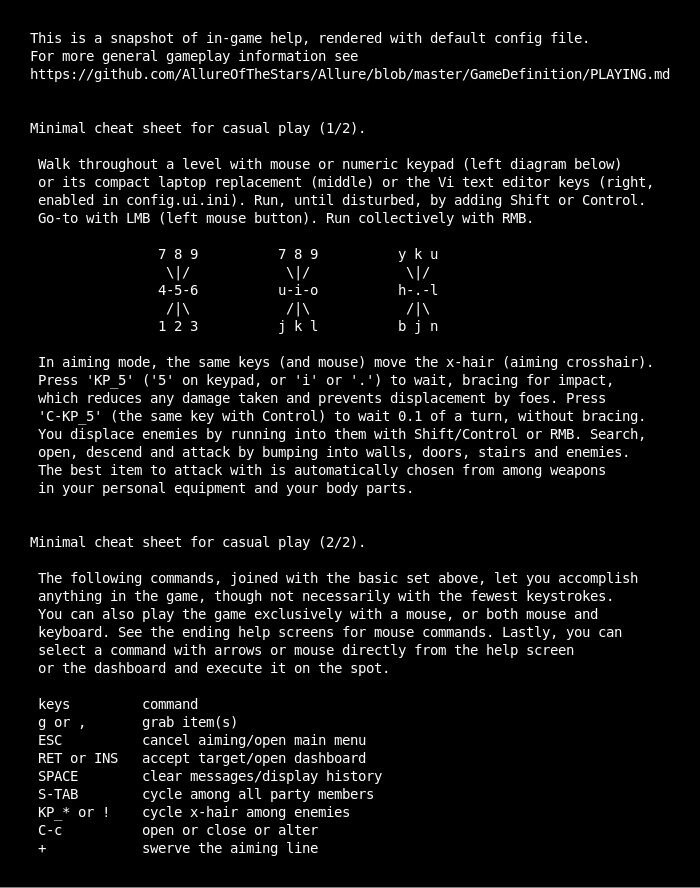 This is a snapshot of in-game help, rendered with default config file.
For more general gameplay information see
https://github.com/AllureOfTheStars/Allure/blob/master/GameDefinition/PLAYING.md
Minimal cheat sheet for casual play (1/2).
Walk throughout a level with mouse or numeric keypad (left diagram below)
or its compact laptop replacement (middle) or the Vi text editor keys (right,
enabled in config.ui.ini). Run, until disturbed, by adding Shift or Control.
Go-to with LMB (left mouse button). Run collectively with RMB.
7 8 9          7 8 9          y k u
 \|/            \|/            \|/
4-5-6          u-i-o          h-.-l
 /|\            /|\            /|\
1 2 3          j k l          b j n
In aiming mode, the same keys (and mouse) move the x-hair (aiming crosshair).
Press 'KP_5' ('5' on keypad, or 'i' or '.') to wait, bracing for impact,
which reduces any damage taken and prevents displacement by foes. Press
'C-KP_5' (the same key with Control) to wait 0.1 of a turn, without bracing.
You displace enemies by running into them with Shift/Control or RMB. Search,
open, descend and attack by bumping into walls, doors, stairs and enemies.
The best item to attack with is automatically chosen from among weapons
in your personal equipment and your body parts.
Minimal cheat sheet for casual play (2/2).
The following commands, joined with the basic set above, let you accomplish
anything in the game, though not necessarily with the fewest keystrokes.
You can also play the game exclusively with a mouse, or both mouse and
keyboard. See the ending help screens for mouse commands. Lastly, you can
select a command with arrows or mouse directly from the help screen
or the dashboard and execute it on the spot.
keys         command
g or ,       grab item(s)
ESC          cancel aiming/open main menu
RET or INS   accept target/open dashboard
SPACE        clear messages/display history
S-TAB        cycle among all party members
KP_* or !    cycle x-hair among enemies
C-c          open or close or alter
+            swerve the aiming line